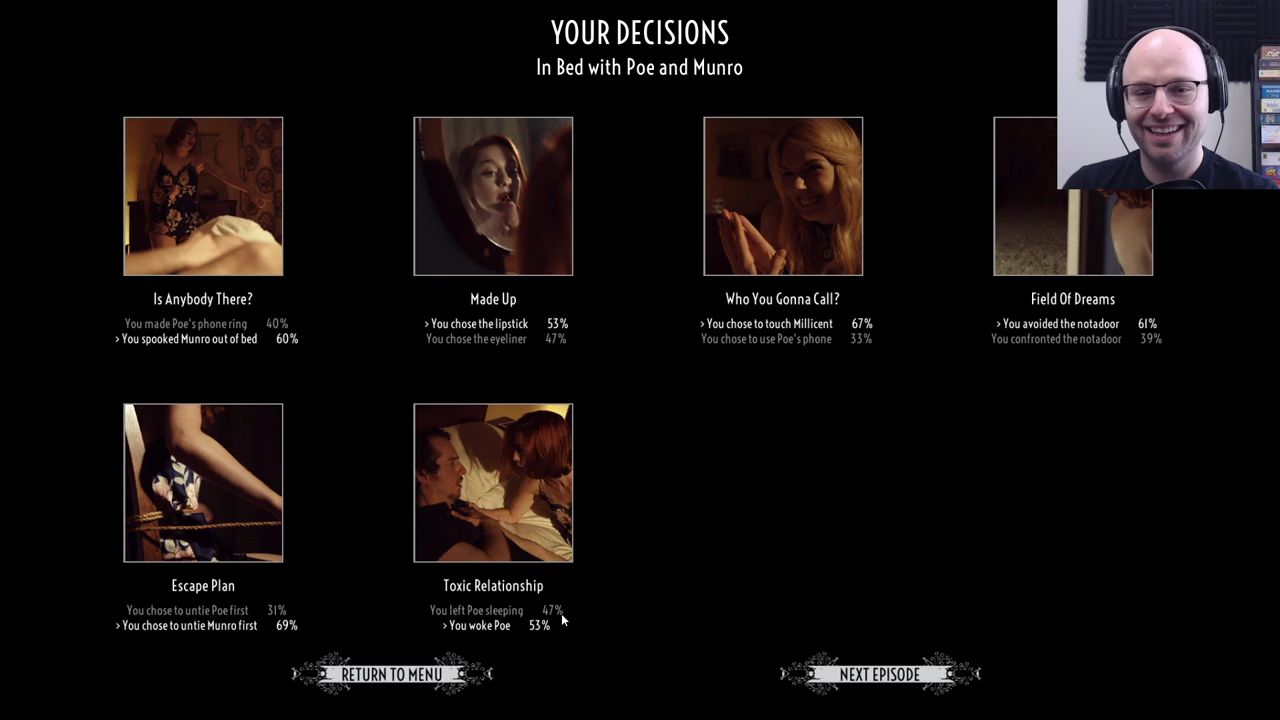 YOUR DECISIONS
In Bed with Poe and Munro
Is Anybody There?
You made Poe's phone ring 40%
> You spooked Munro out of bed 60%
Made Up
> You chose the lipstick 53%
You chose the eyeliner 47%
Who You Gonna Call?
> You chose to touch Millicent 67%
You chose to use Poe's phone 33%
Field Of Dreams
> You avoided the notadoor 61%
You confronted the notadoor 39%
Escape Plan
You chose to untie Poe first 31%
> You chose to untie Munro first 69%
Toxic Relationship
You left Poe sleeping 47%
> You woke Poe 53%
RETURN TO MENU
NEXT EPISODE